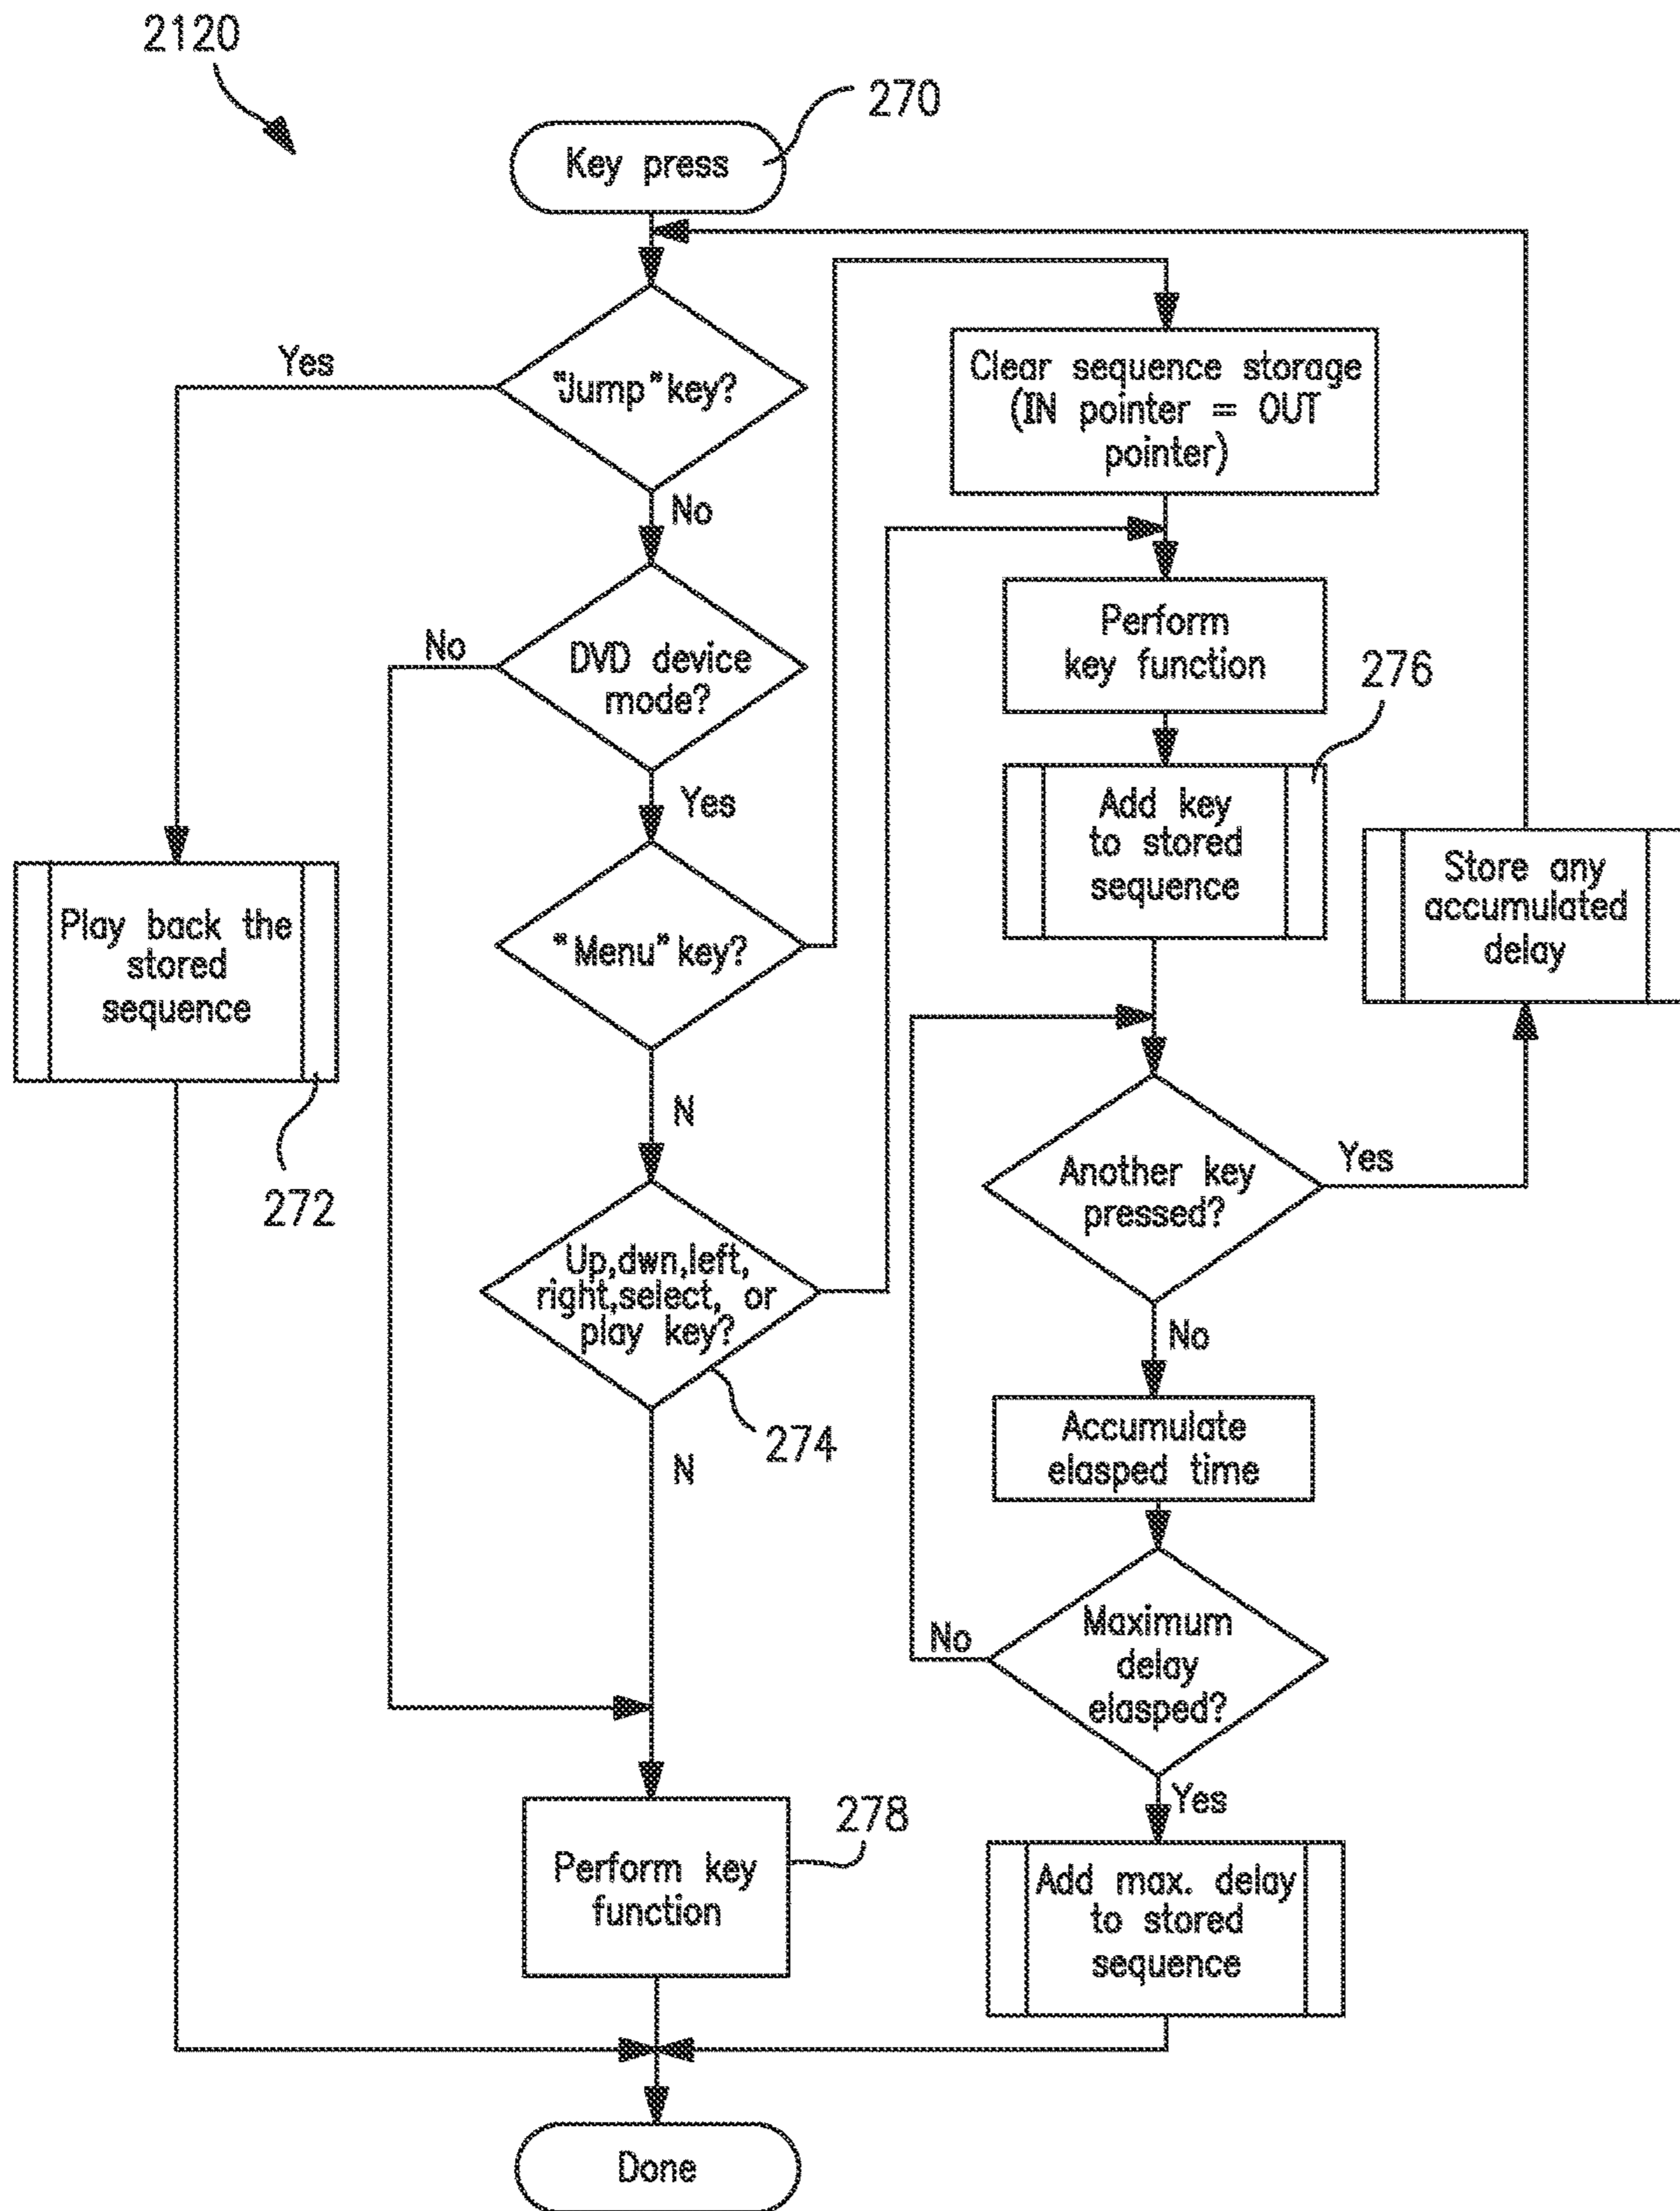 2120
270
Key press
Yes
"Jump" key?
No
Clear sequence storage
(IN pointer = OUT
pointer)
No
DVD device
mode?
Yes
Perform
key function
276
Add key
to stored
sequence
Store any
accumulated
delay
Play back the
stored
sequence
272
"Menu" key?
N
Another key
pressed?
Yes
No
Up,dwn,left,
right,select, or
play key?
274
N
Accumulate
elasped time
No
Maximum
delay
elasped?
Yes
278
Perform key
function
Add max. delay
to stored
sequence
Done